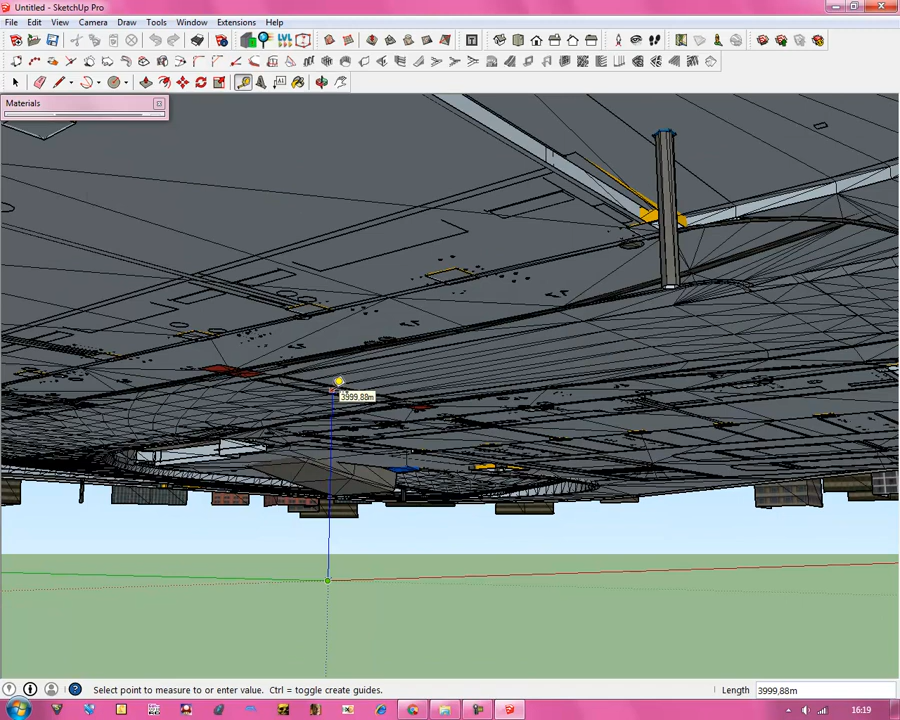 Untitled - SketchUp Pro
File Edit View Camera Draw Tools Window Extensions Help
LVL
Materials
3999,88m
Select point to measure to or enter value. Ctrl = toggle create guides. Length 3999,88m
16:19